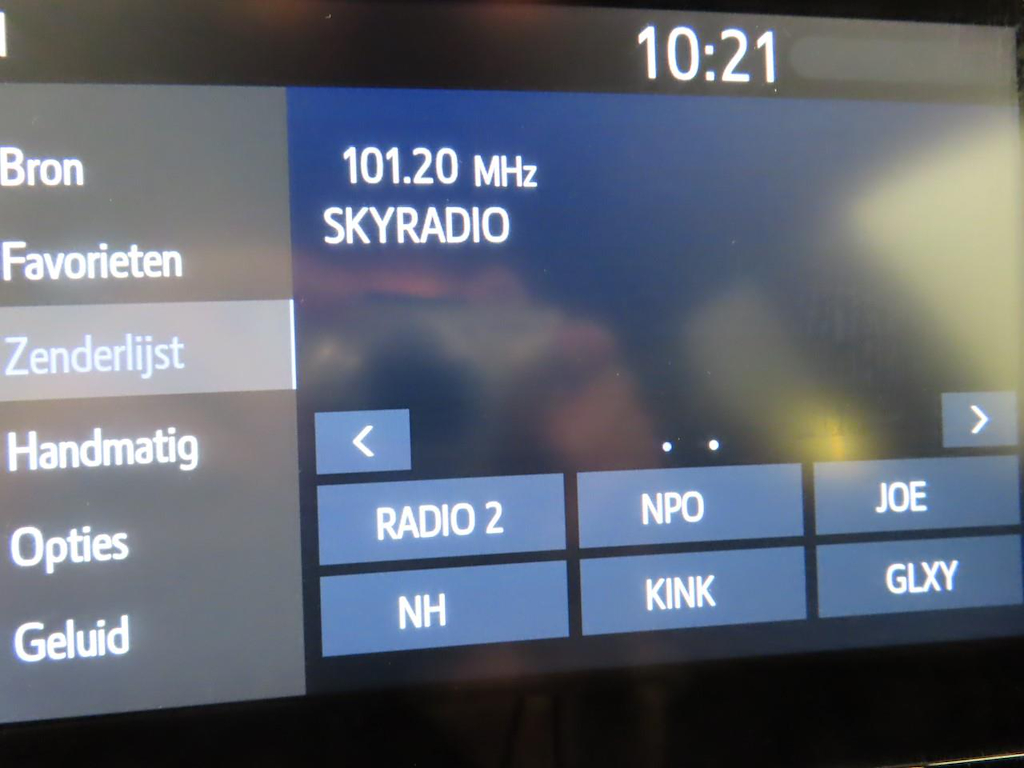 10:21
Bron
Favorieten
Zenderlijst
Handmatig
Opties
Geluid
101.20 MHz
SKYRADIO
<
>
RADIO 2
NPO
JOE
NH
KINK
GLXY